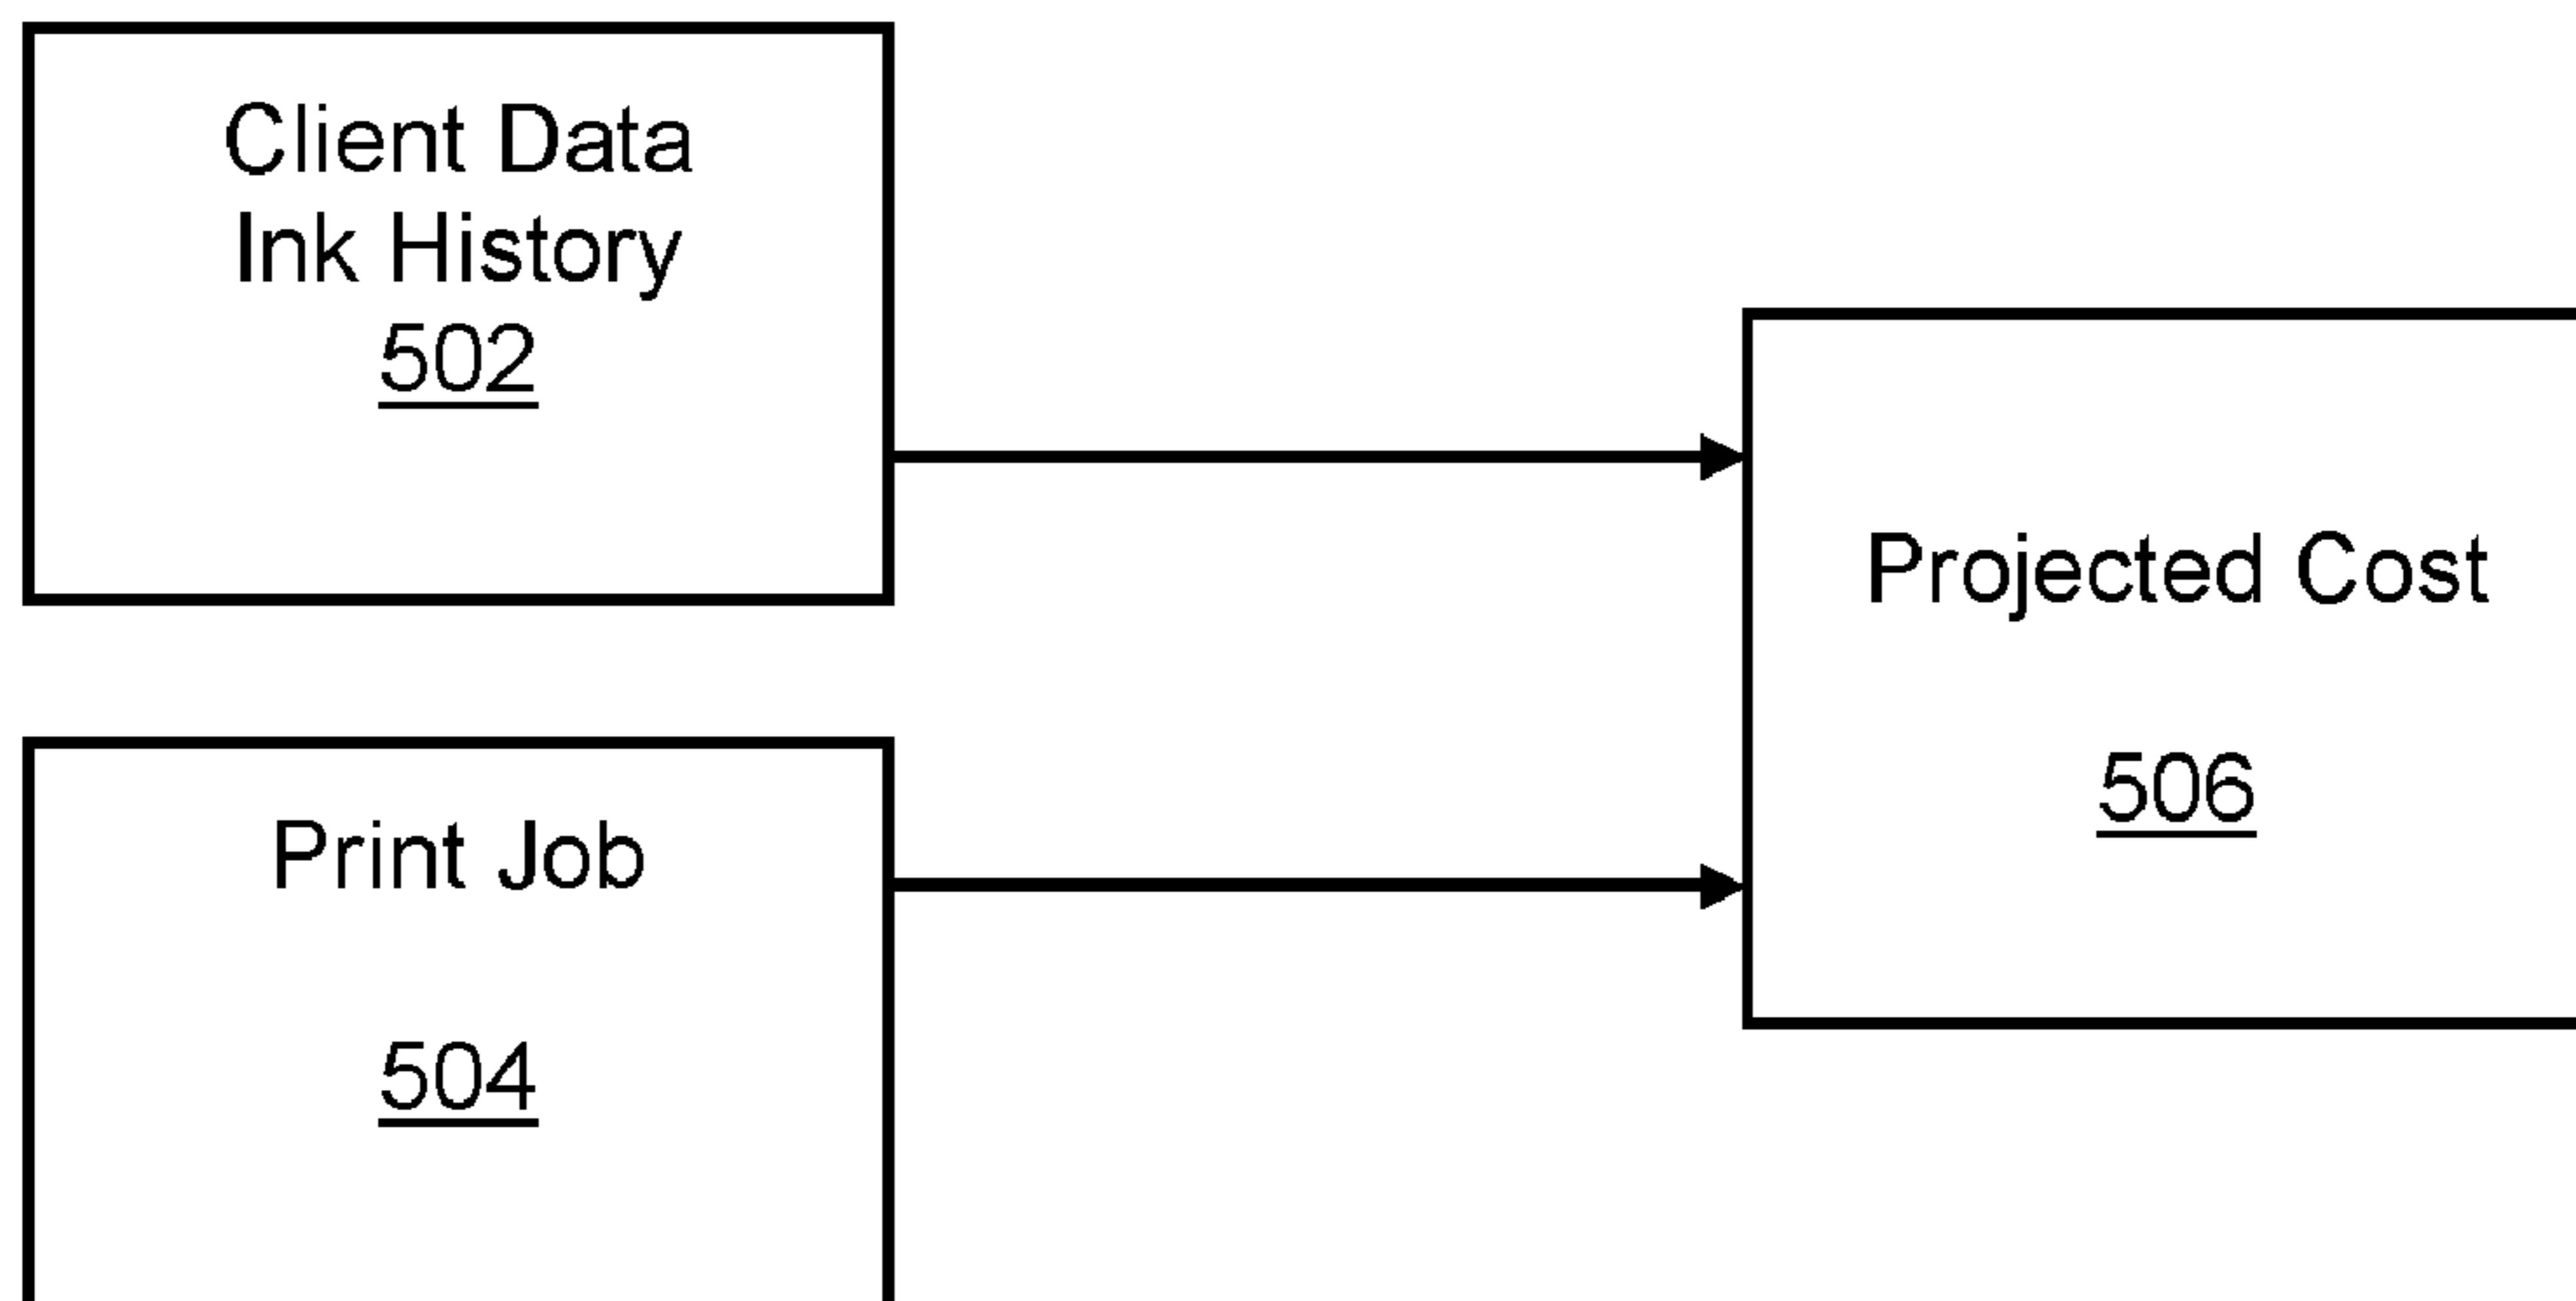 Client Data
Ink History
502
Projected Cost
506
Print Job
504